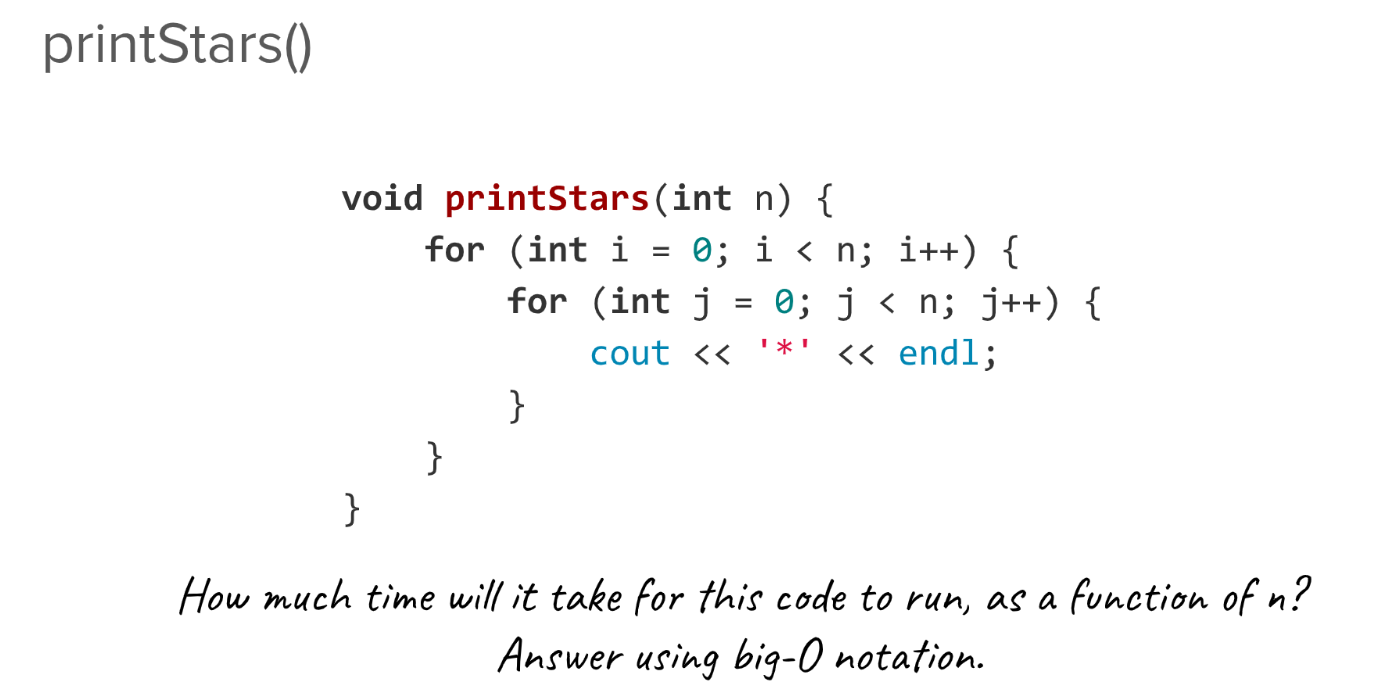 printStars()
void printStars(int n) {
for (int i = 0; i < n; i++) {
for (int j = 0; j < n; j++) {
cout << '*' << endl;
}
}
}
How much time will it take for this code to run, as a function of n?
Answer using big-O notation.